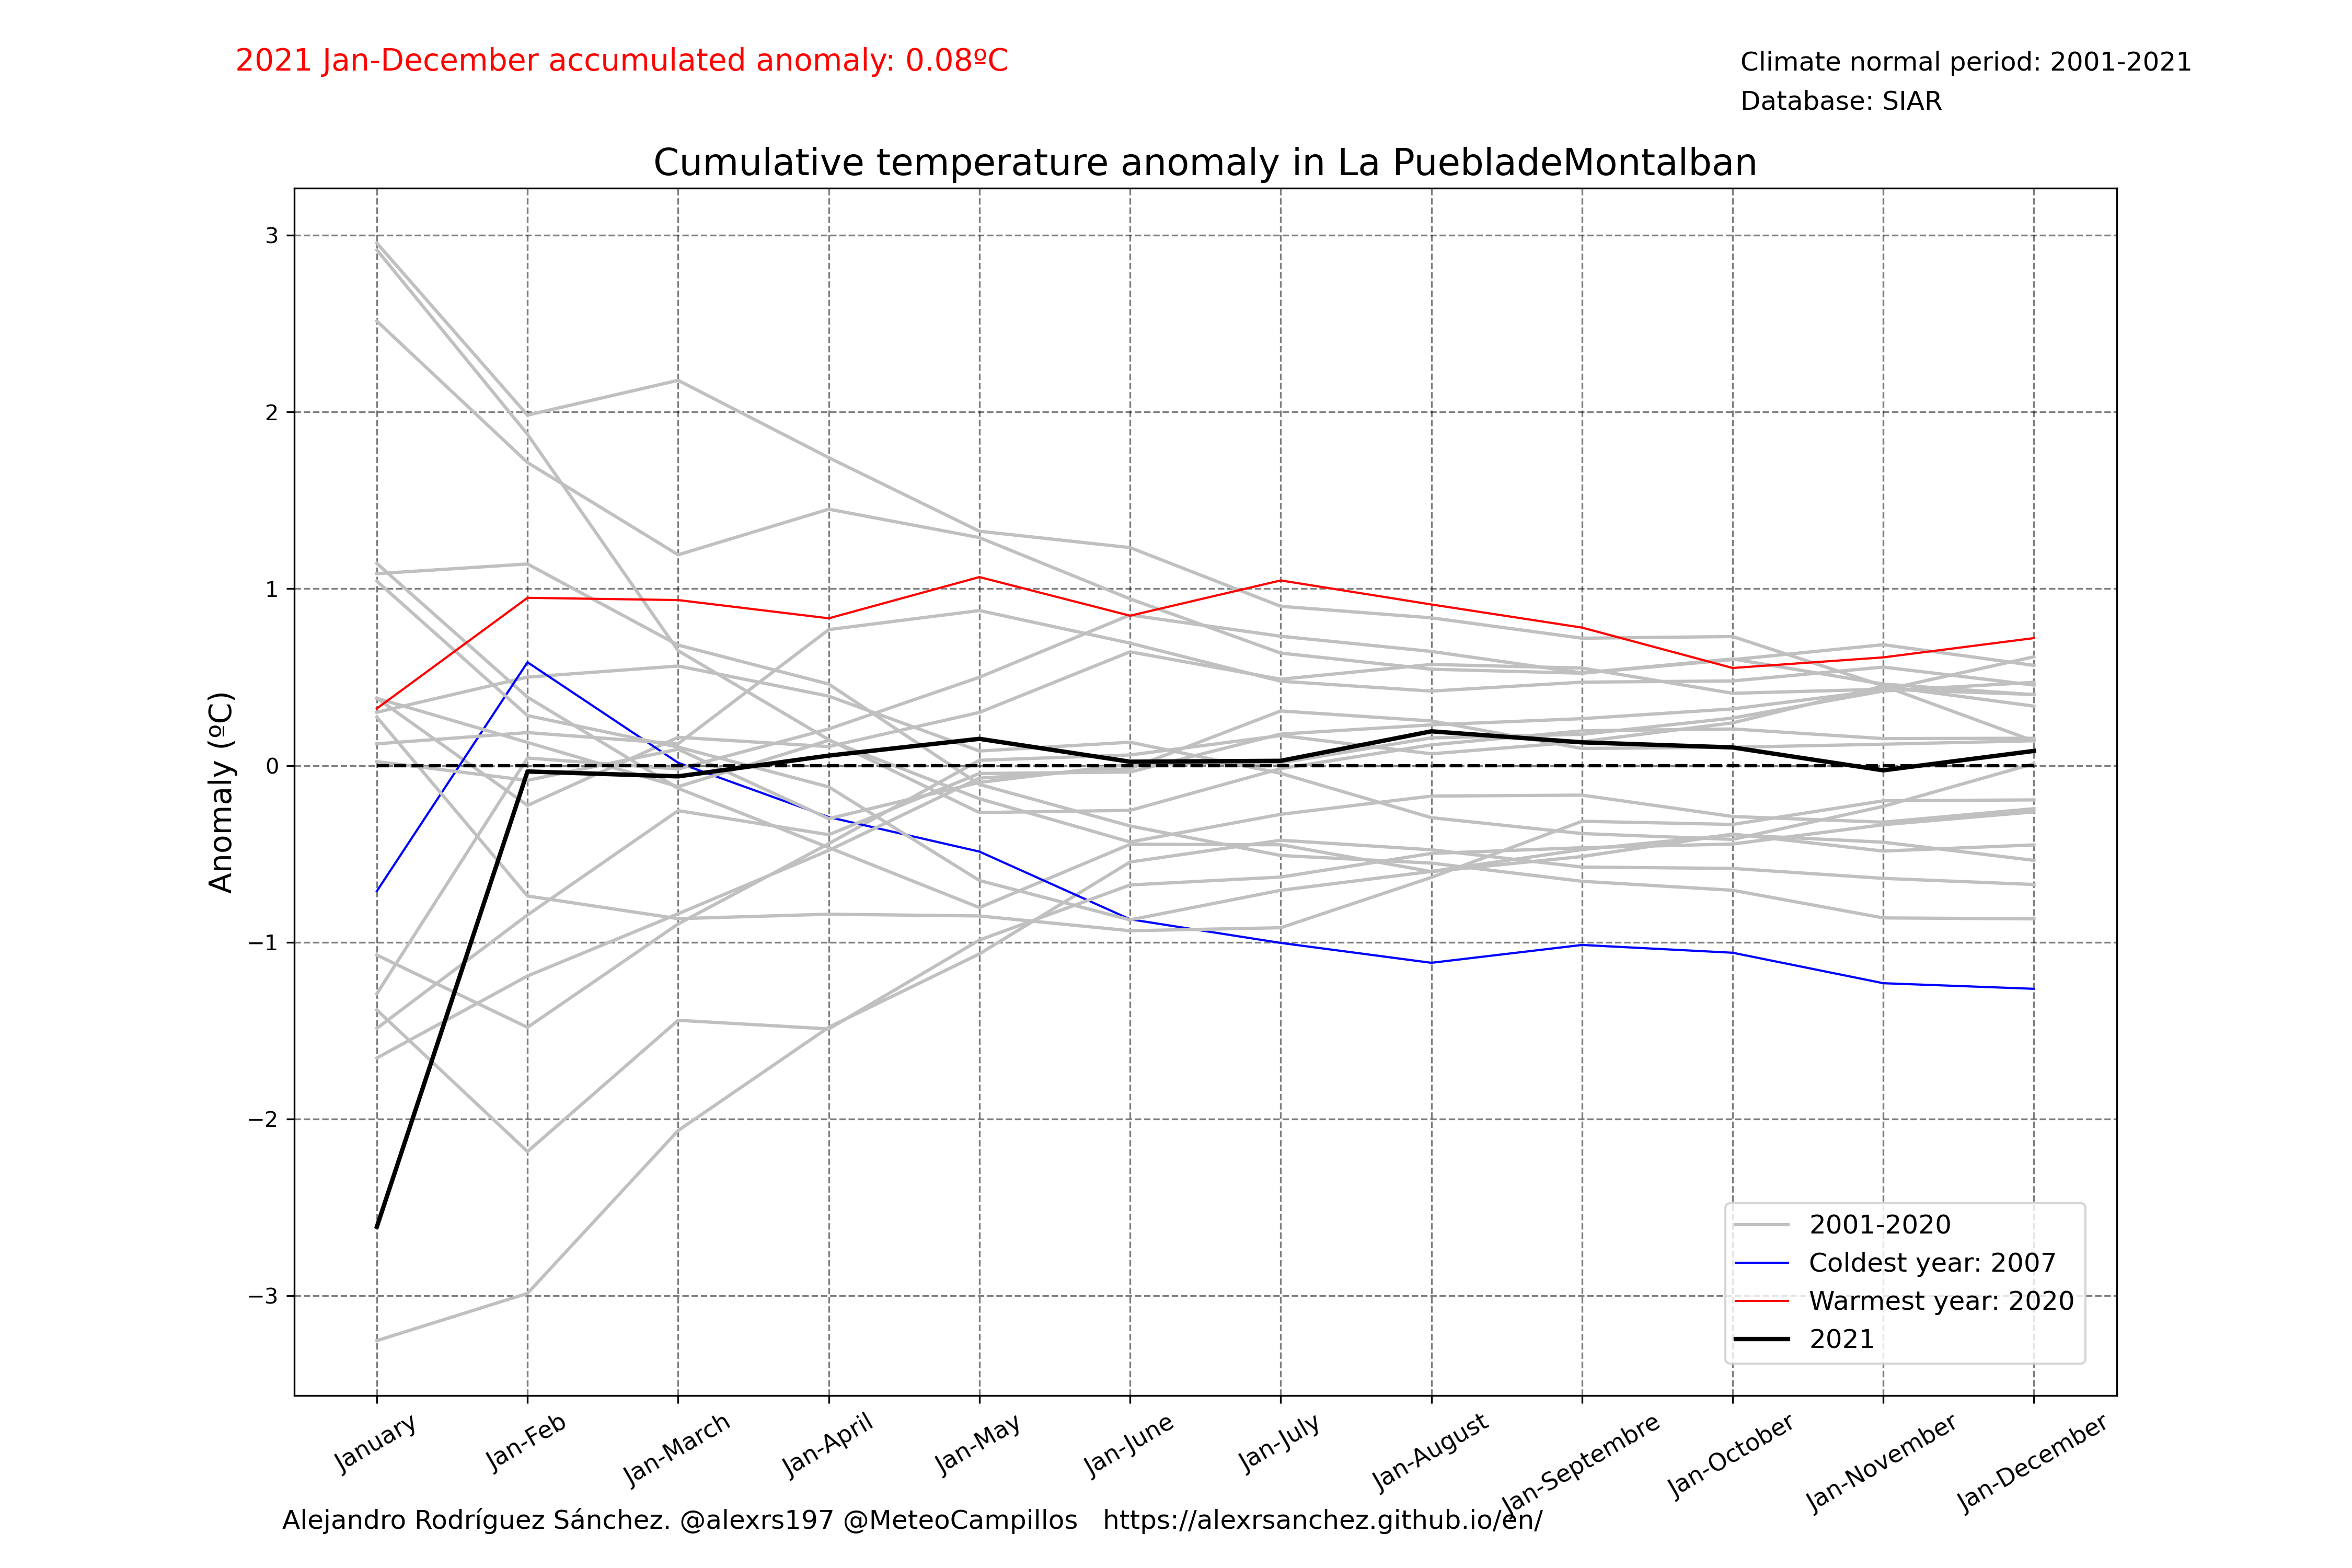 2021 Jan-December accumulated anomaly: 0.08ºC
Climate normal period: 2001-2021
Database: SIAR
Cumulative temperature anomaly in La PuebladeMontalban
Anomaly (ºC)
3
2
1
0
−1
−2
−3
2001-2020
Coldest year: 2007
Warmest year: 2020
2021
January
Jan-Feb
Jan-March
Jan-April
Jan-May
Jan-June
Jan-July
Jan-August
Jan-Septembre
Jan-October
Jan-November
Jan-December
Alejandro Rodríguez Sánchez. @alexrs197 @MeteoCampillos https://alexrsanchez.github.io/en/